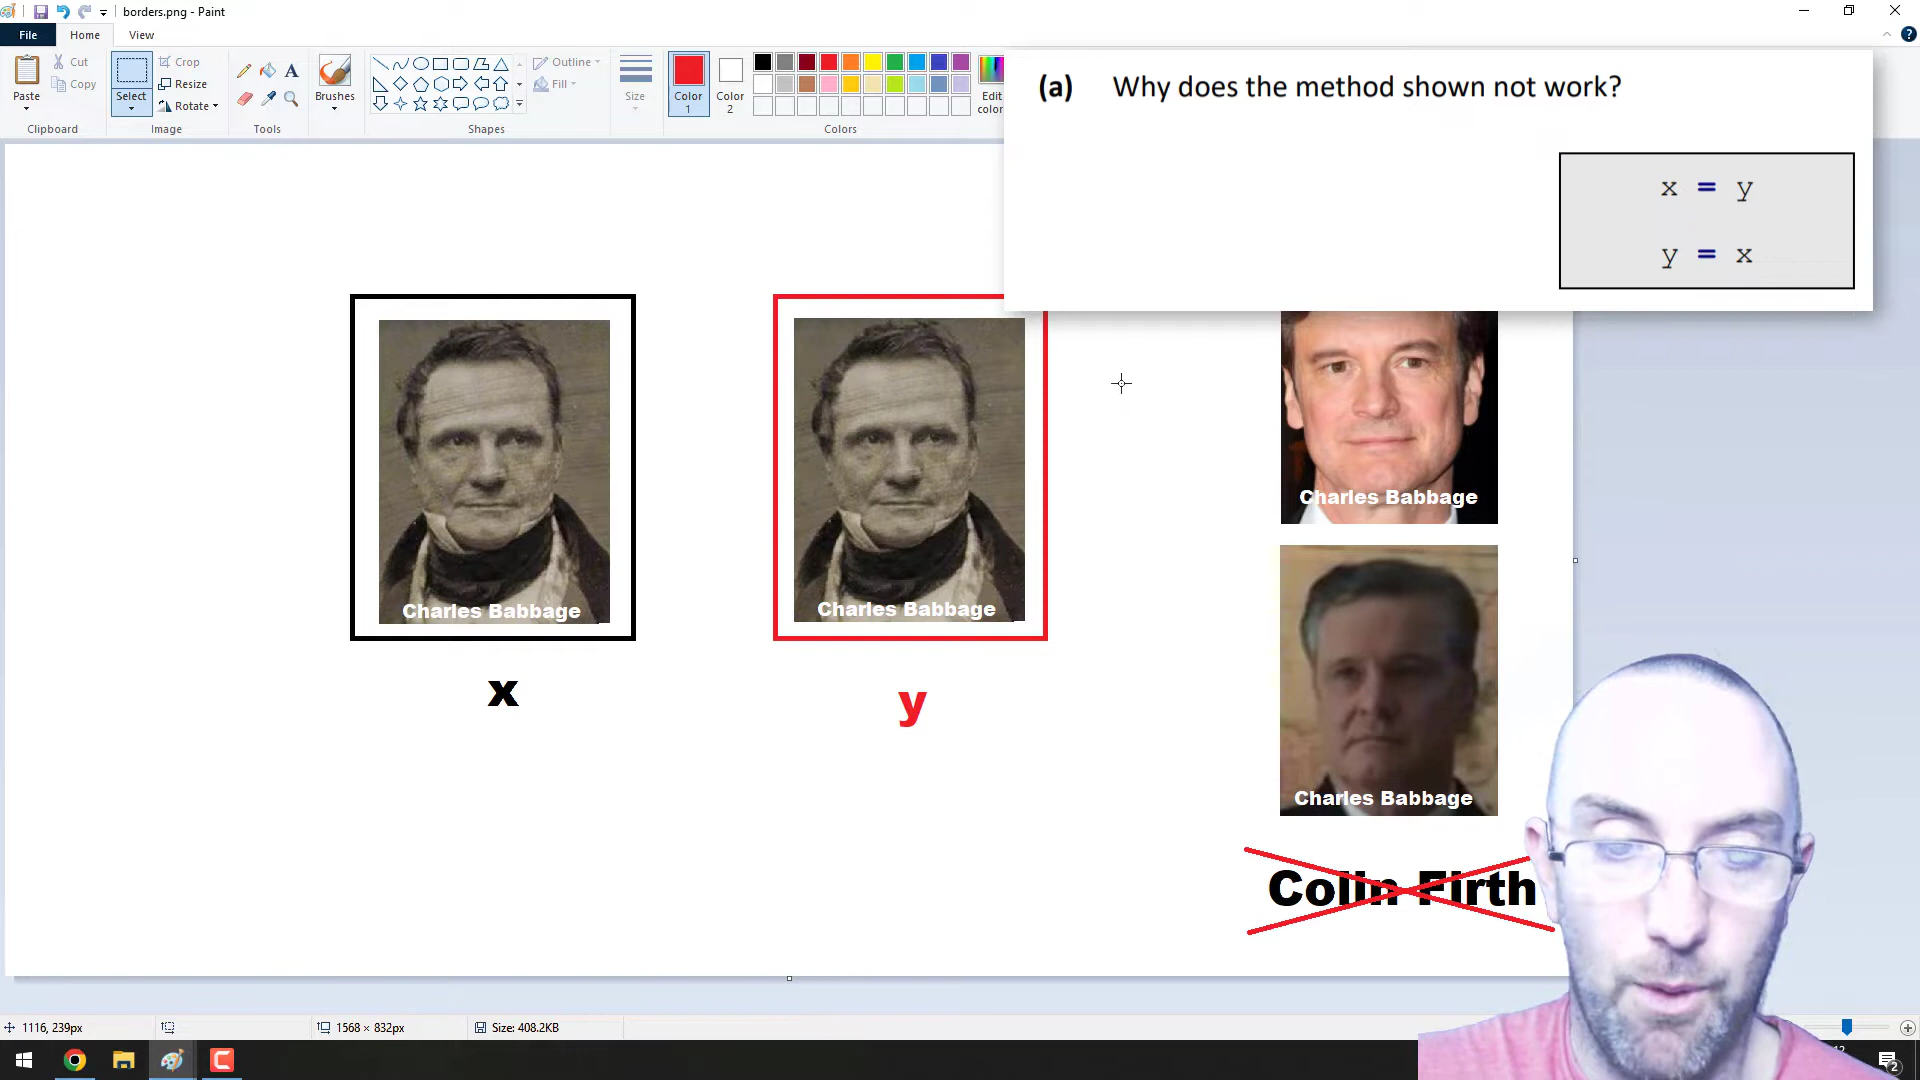 borders.png - Paint
File
Home
View
Paste
Cut
Copy
Clipboard
Select
Crop
Resize
Rotate
Image
Tools
Brushes
Shapes
Outline
Fill
Size
Color
1
Color
2
Edit
color
Colors
(a) Why does the method shown not work?
x = y
y = x
Charles Babbage
Charles Babbage
Charles Babbage
Charles Babbage
x
y
Colin Firth
1116, 239px
1568 × 832px
Size: 408.2KB
2